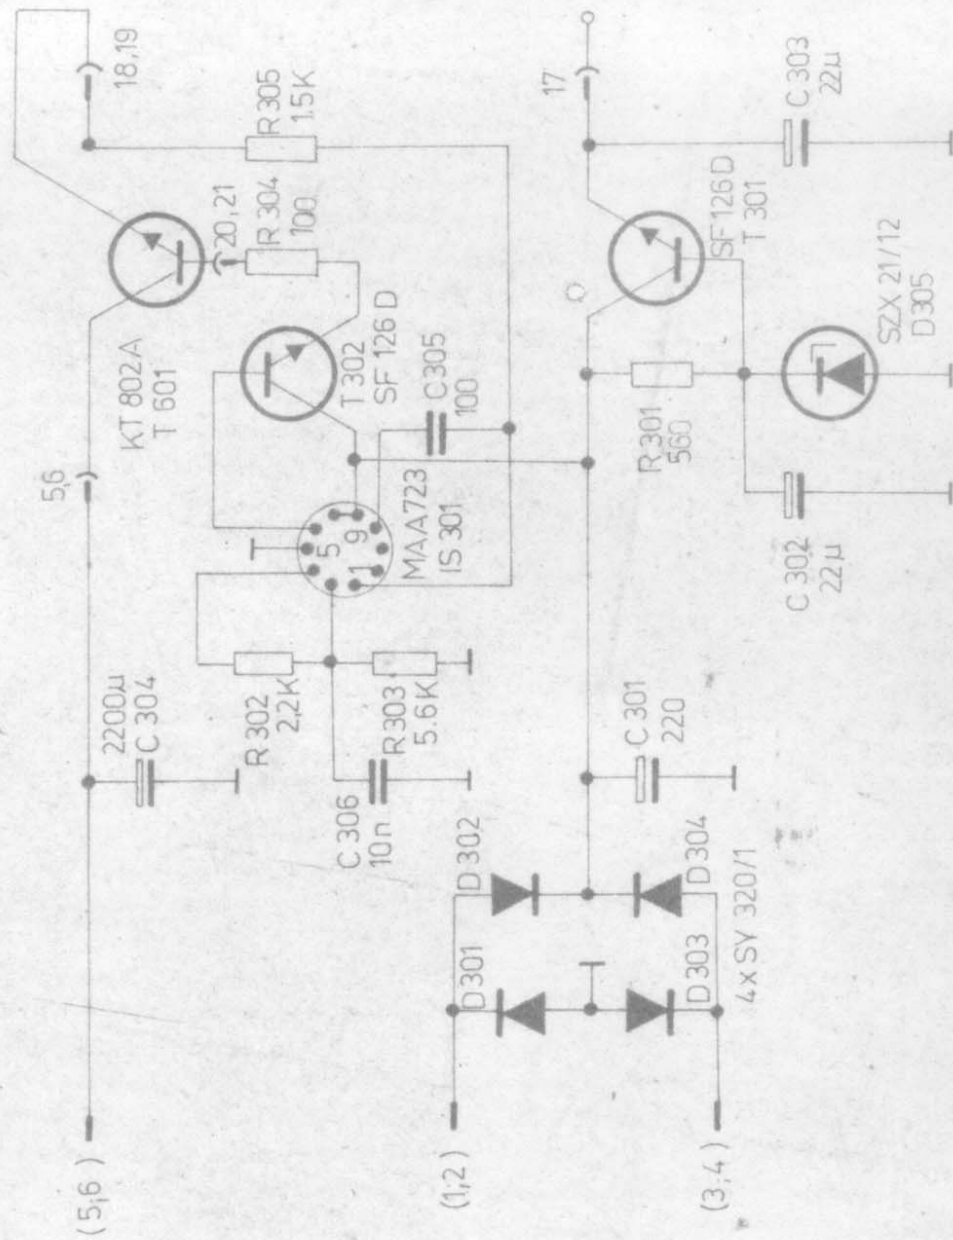 (5;6)
2200µ
C 304
5,6
KT 802 A
T 601
18,19
20,21
R 304
100
R 305
1.5K
R 302
2,2K
C 306
10n
R 303
5.6K
5
9
1
MAA723
IS 301
T 302
SF 126 D
C 305
100
(1;2)
D 301
D 302
(3;4)
D 303
D 304
4x SY 320/1
C 301
220
R 301
560
SF 126 D
T 301
17
C 302
22µ
SZX 21/12
D 305
C 303
22µ